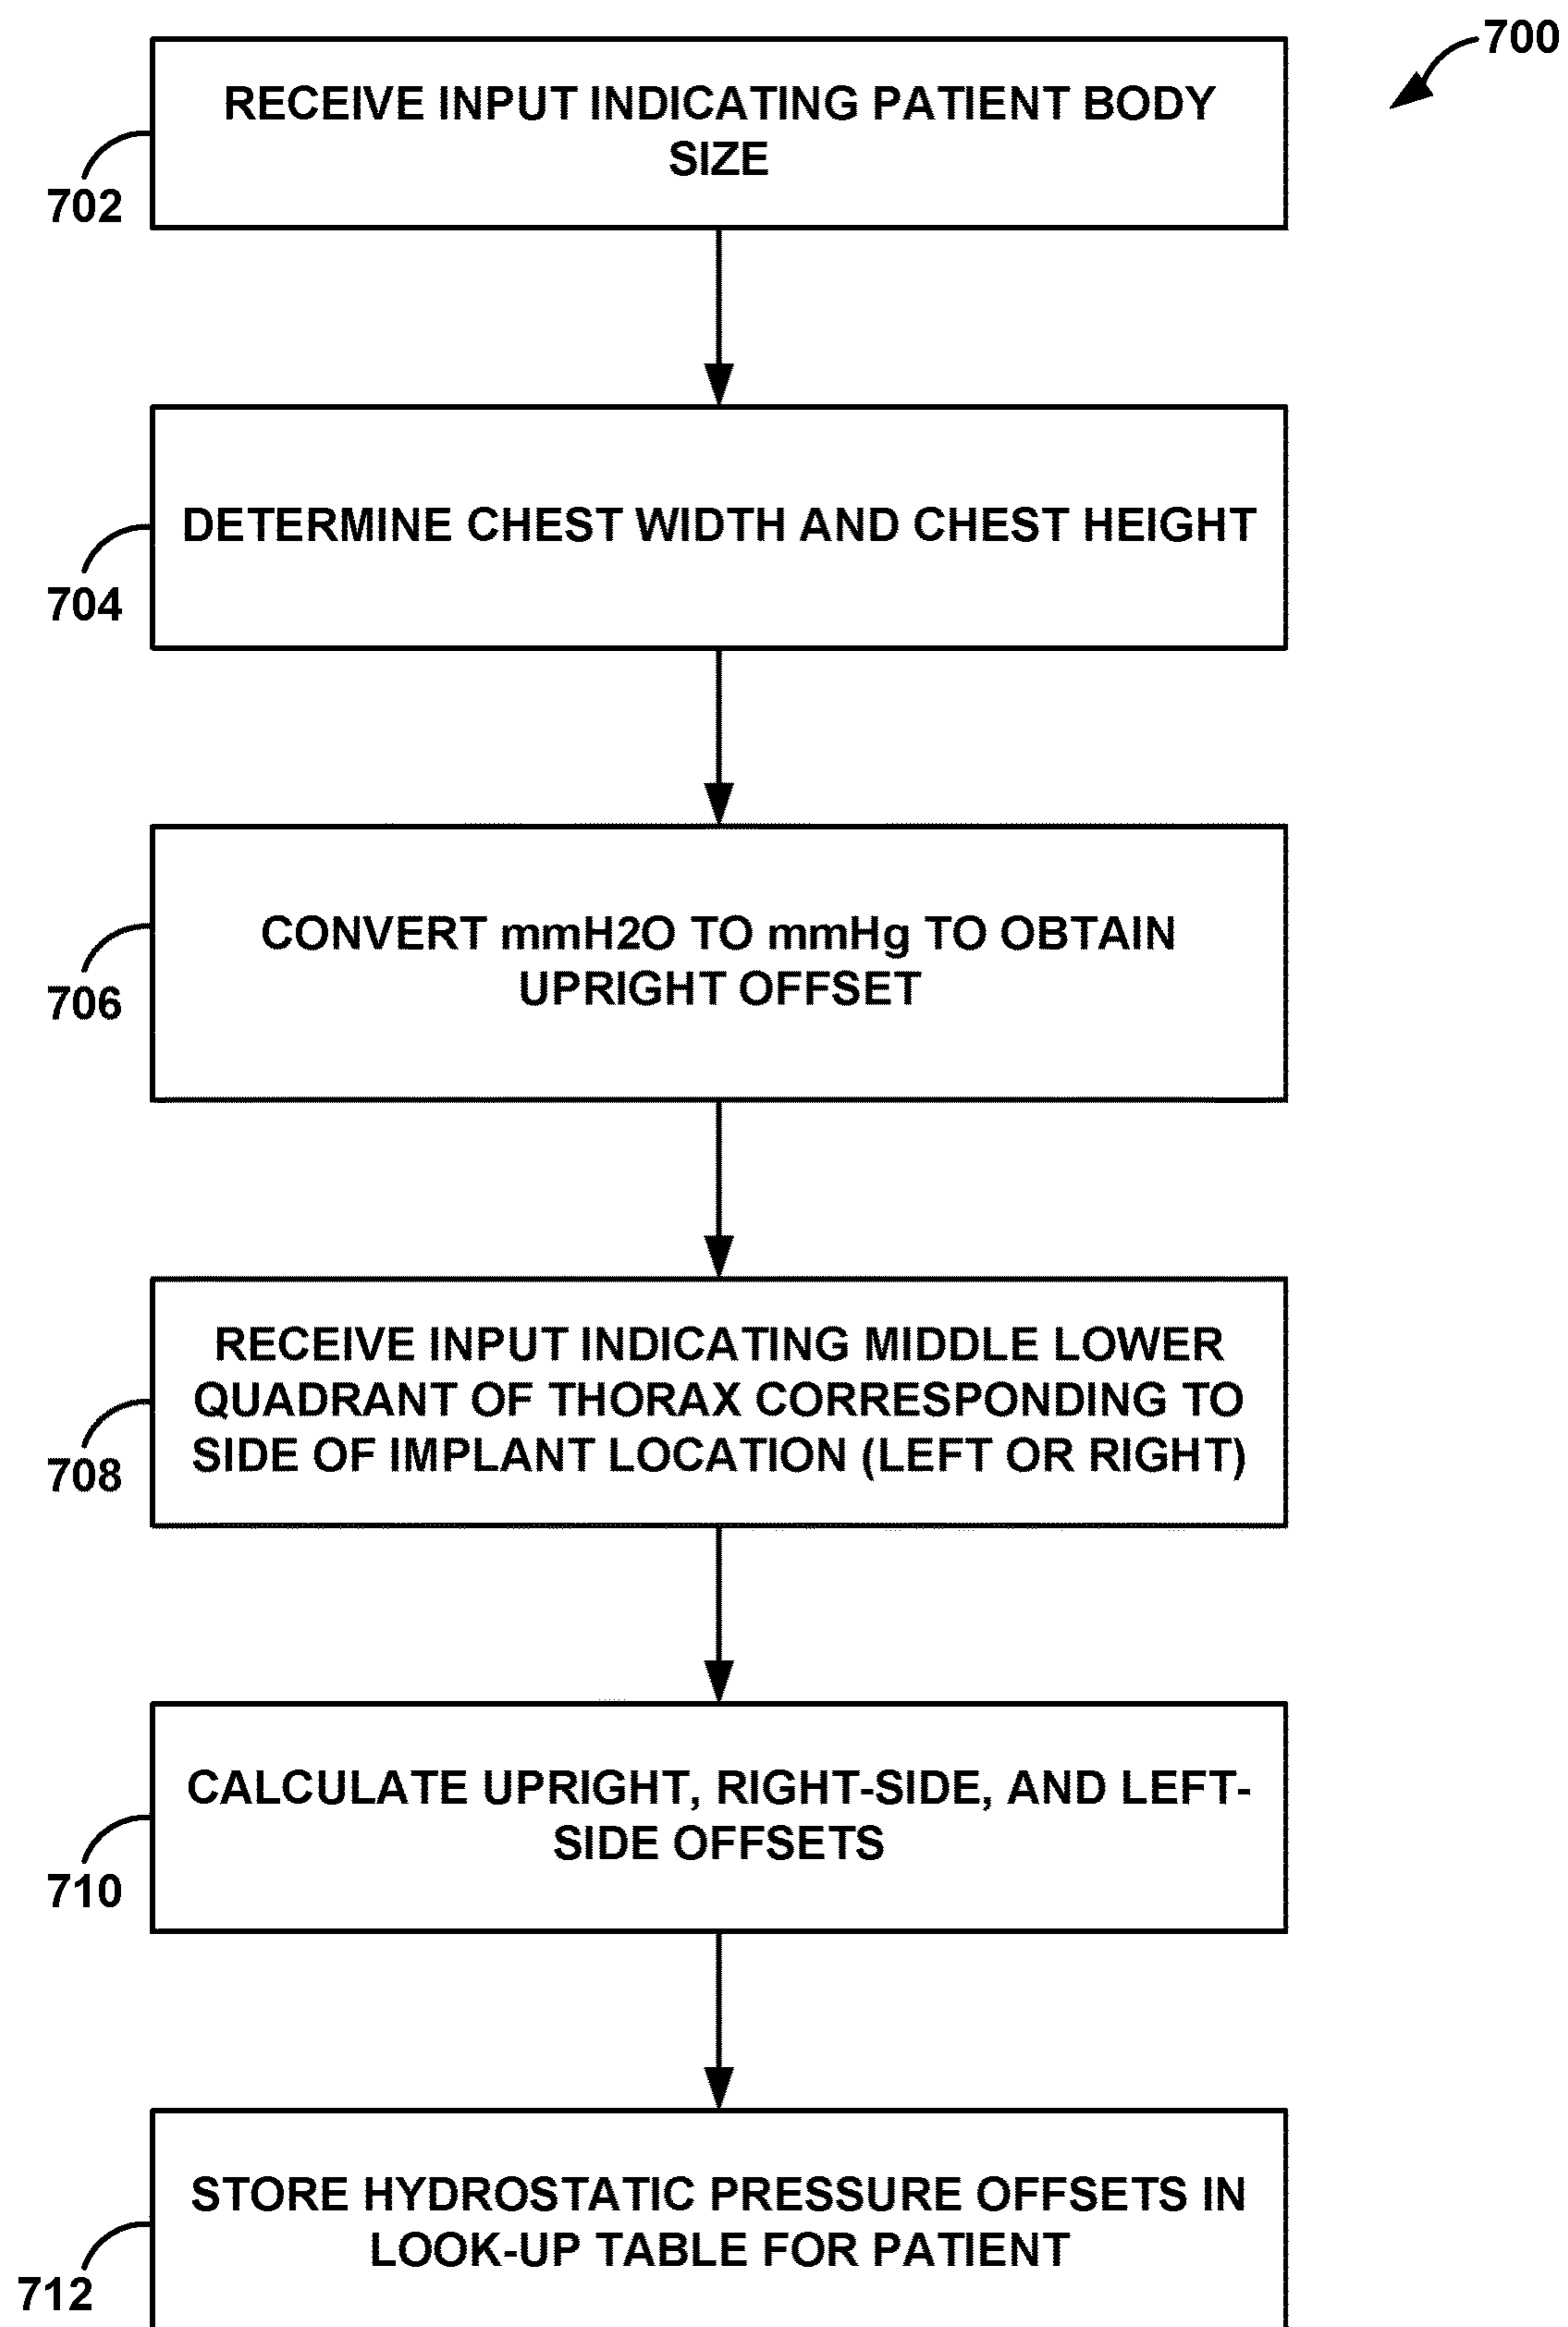 700
RECEIVE INPUT INDICATING PATIENT BODY
SIZE
702
DETERMINE CHEST WIDTH AND CHEST HEIGHT
704
CONVERT mmH2O TO mmHg TO OBTAIN
UPRIGHT OFFSET
706
RECEIVE INPUT INDICATING MIDDLE LOWER
QUADRANT OF THORAX CORRESPONDING TO
SIDE OF IMPLANT LOCATION (LEFT OR RIGHT)
708
CALCULATE UPRIGHT, RIGHT-SIDE, AND LEFT-
SIDE OFFSETS
710
STORE HYDROSTATIC PRESSURE OFFSETS IN
LOOK-UP TABLE FOR PATIENT
712